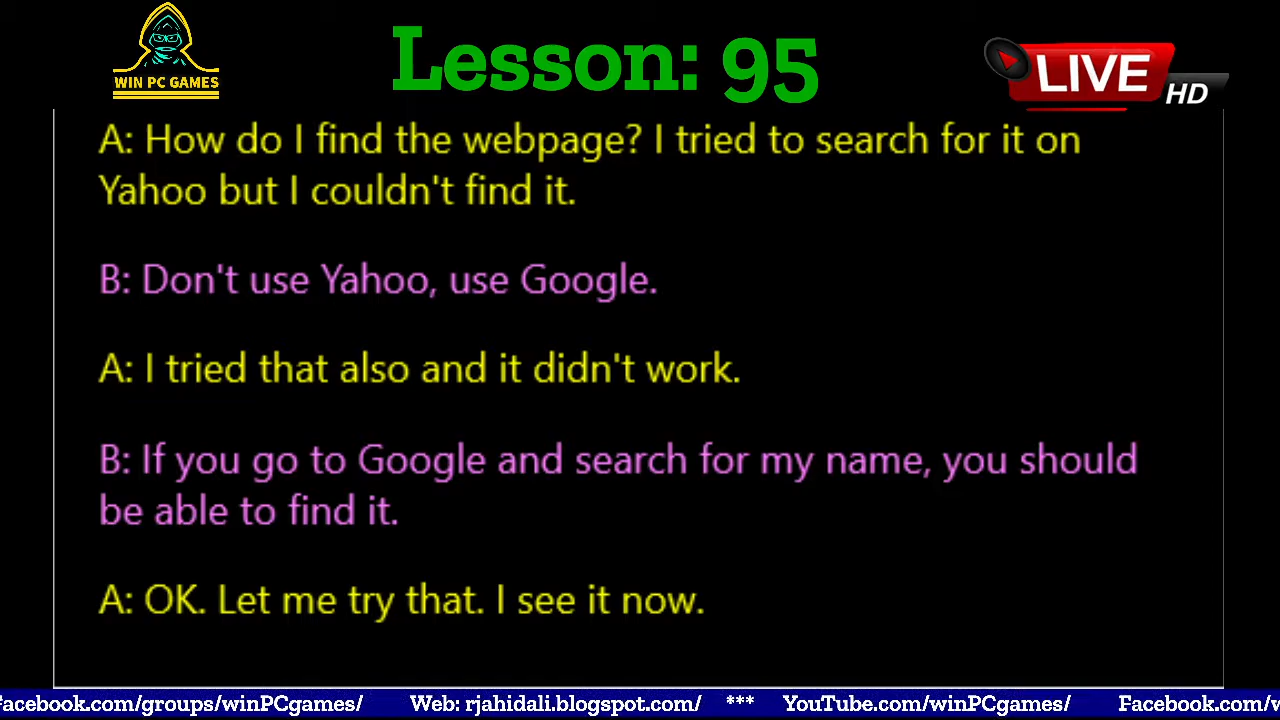 WIN PC GAMES
Lesson: 95
LIVE
HD
A: How do I find the webpage? I tried to search for it on
Yahoo but I couldn't find it.
B: Don't use Yahoo, use Google.
A: I tried that also and it didn't work.
B: If you go to Google and search for my name, you should
be able to find it.
A: OK. Let me try that. I see it now.
Facebook.com/groups/winPCgames/ Web: rjahidali.blogspot.com/ *** YouTube.com/winPCgames/ Facebook.com/